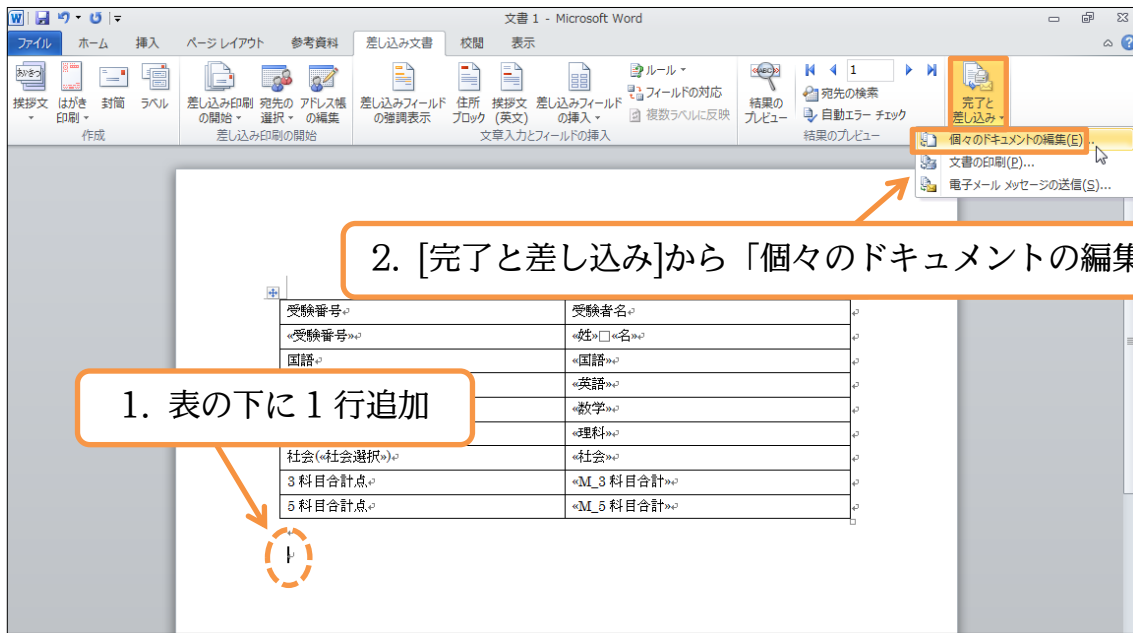 文書 1 - Microsoft Word
ファイル ホーム 挿入 ページ レイアウト 参考資料 差し込み文書 校閲 表示
挨拶文 はがき印刷 封筒 ラベル 差し込み印刷の開始 宛先の選択 アドレス帳の編集 差し込みフィールドの強調表示 住所ブロック 挨拶文(英文) 差し込みフィールドの挿入 ルール フィールドの対応 複数ラベルに反映 結果のプレビュー 1 宛先の検索 自動エラー チェック 完了と差し込み
作成 差し込み印刷の開始 文章入力とフィールドの挿入 結果のプレビュー
個々のドキュメントの編集(E)...
文書の印刷(P)...
電子メール メッセージの送信(S)...
2. [完了と差し込み]から「個々のドキュメントの編集
受験番号 受験者名
«受験番号» «姓»□«名»
国語 «国語»
«英語»
1. 表の下に 1 行追加
«数学»
«理科»
社会(«社会選択») «社会»
3 科目合計点 «M_3 科目合計»
5 科目合計点 «M_5 科目合計»